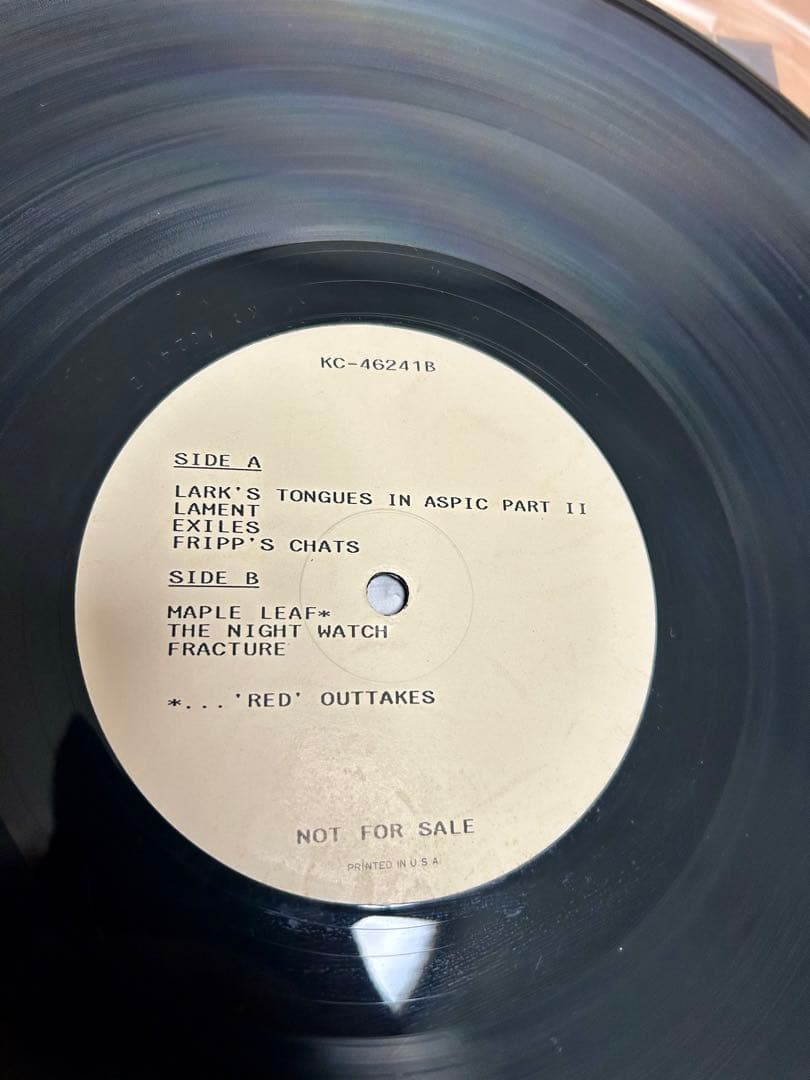 KC-46241B
SIDE A
LARK'S TONGUES IN ASPIC PART II
LAMENT
EXILES
FRIPP'S CHATS
SIDE B
MAPLE LEAF*
THE NIGHT WATCH
FRACTURE
*...'RED' OUTTAKES
NOT FOR SALE
PRINTED IN U.S.A